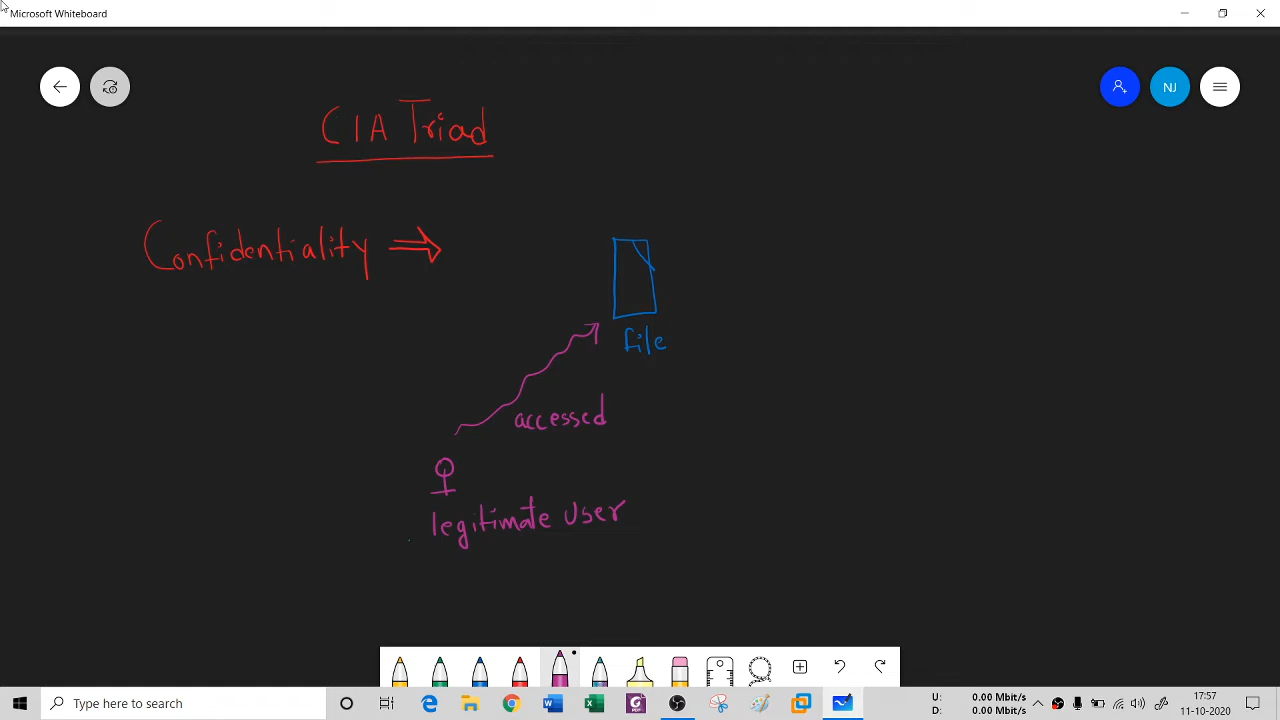 Microsoft Whiteboard
NJ
CIA Triad
Confidentiality ⇒
file
accessed
legitimate user
Type here to search
U: 0.00 Mbit/s
D: 0.00 Mbit/s
17:57
11-10-2020